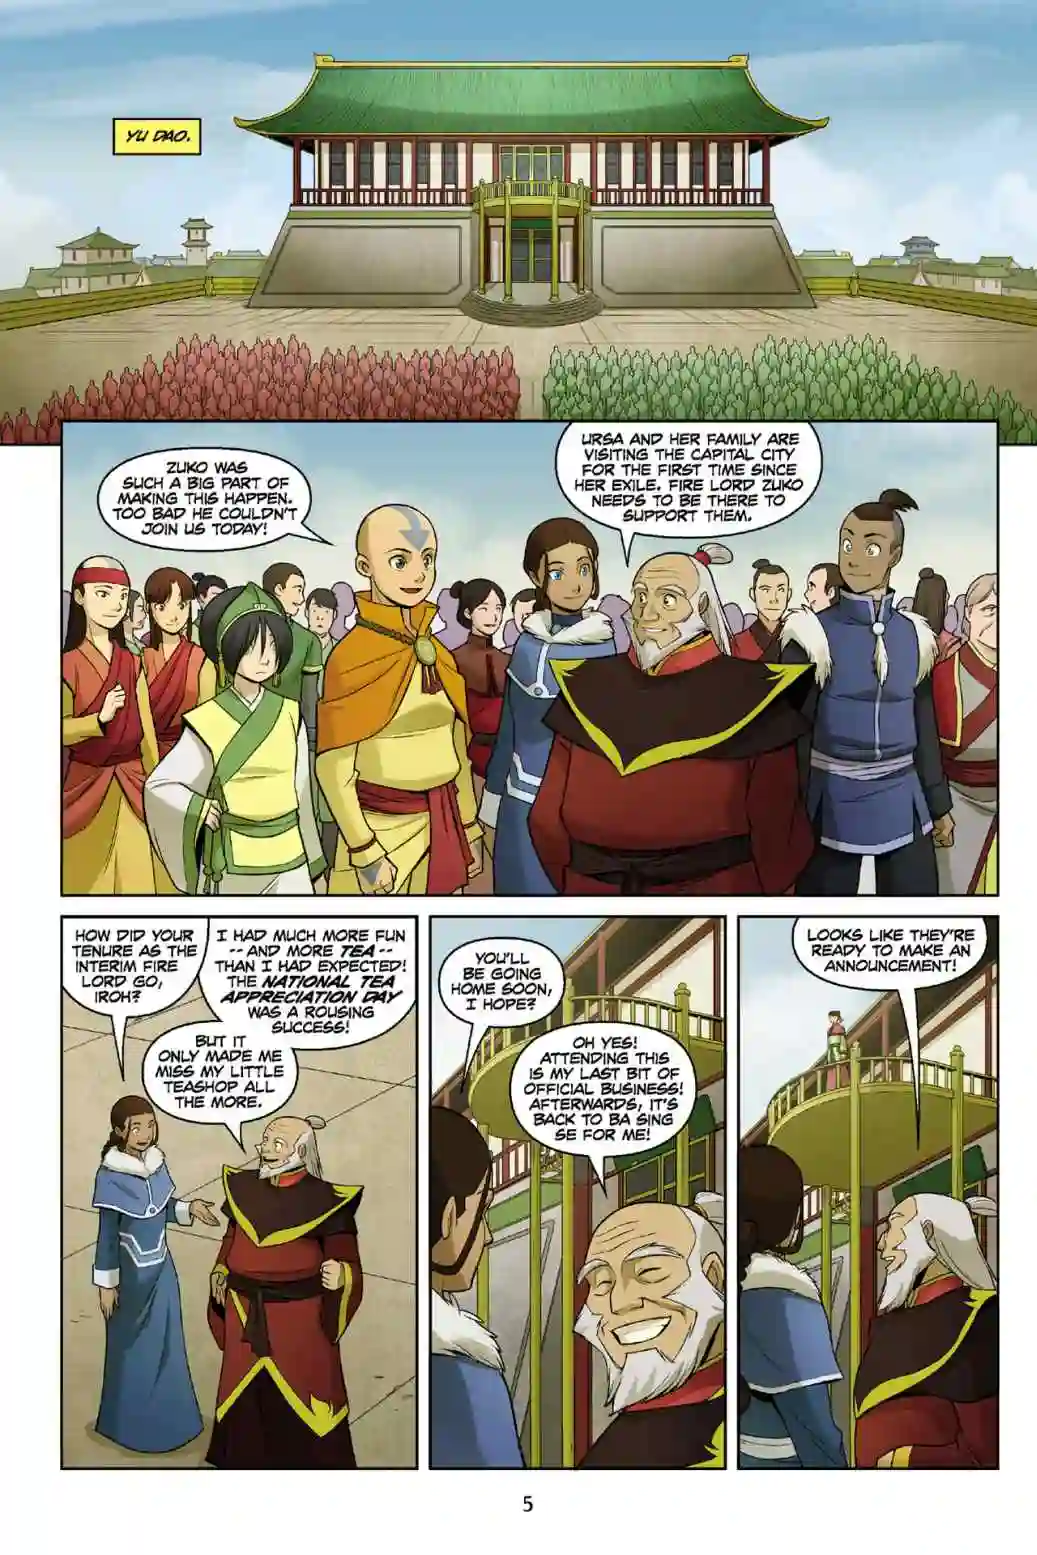 YU DAO.
ZUKO WAS
SUCH A BIG PART OF
MAKING THIS HAPPEN.
TOO BAD HE COULDN'T
JOIN US TODAY!
URSA AND HER FAMILY ARE
VISITING THE CAPITAL CITY
FOR THE FIRST TIME SINCE
HER EXILE. FIRE LORD ZUKO
NEEDS TO BE THERE TO
SUPPORT THEM.
HOW DID YOUR
TENURE AS THE
INTERIM FIRE
LORD GO,
IROH?
I HAD MUCH MORE FUN
-- AND MORE TEA --
THAN I HAD EXPECTED!
THE NATIONAL TEA
APPRECIATION DAY
WAS A ROUSING
SUCCESS!
BUT IT
ONLY MADE ME
MISS MY LITTLE
TEASHOP ALL
THE MORE.
YOU'LL
BE GOING
HOME SOON,
I HOPE?
OH YES!
ATTENDING THIS
IS MY LAST BIT OF
OFFICIAL BUSINESS!
AFTERWARDS, IT'S
BACK TO BA SING
SE FOR ME!
LOOKS LIKE THEY'RE
READY TO MAKE AN
ANNOUNCEMENT!
5